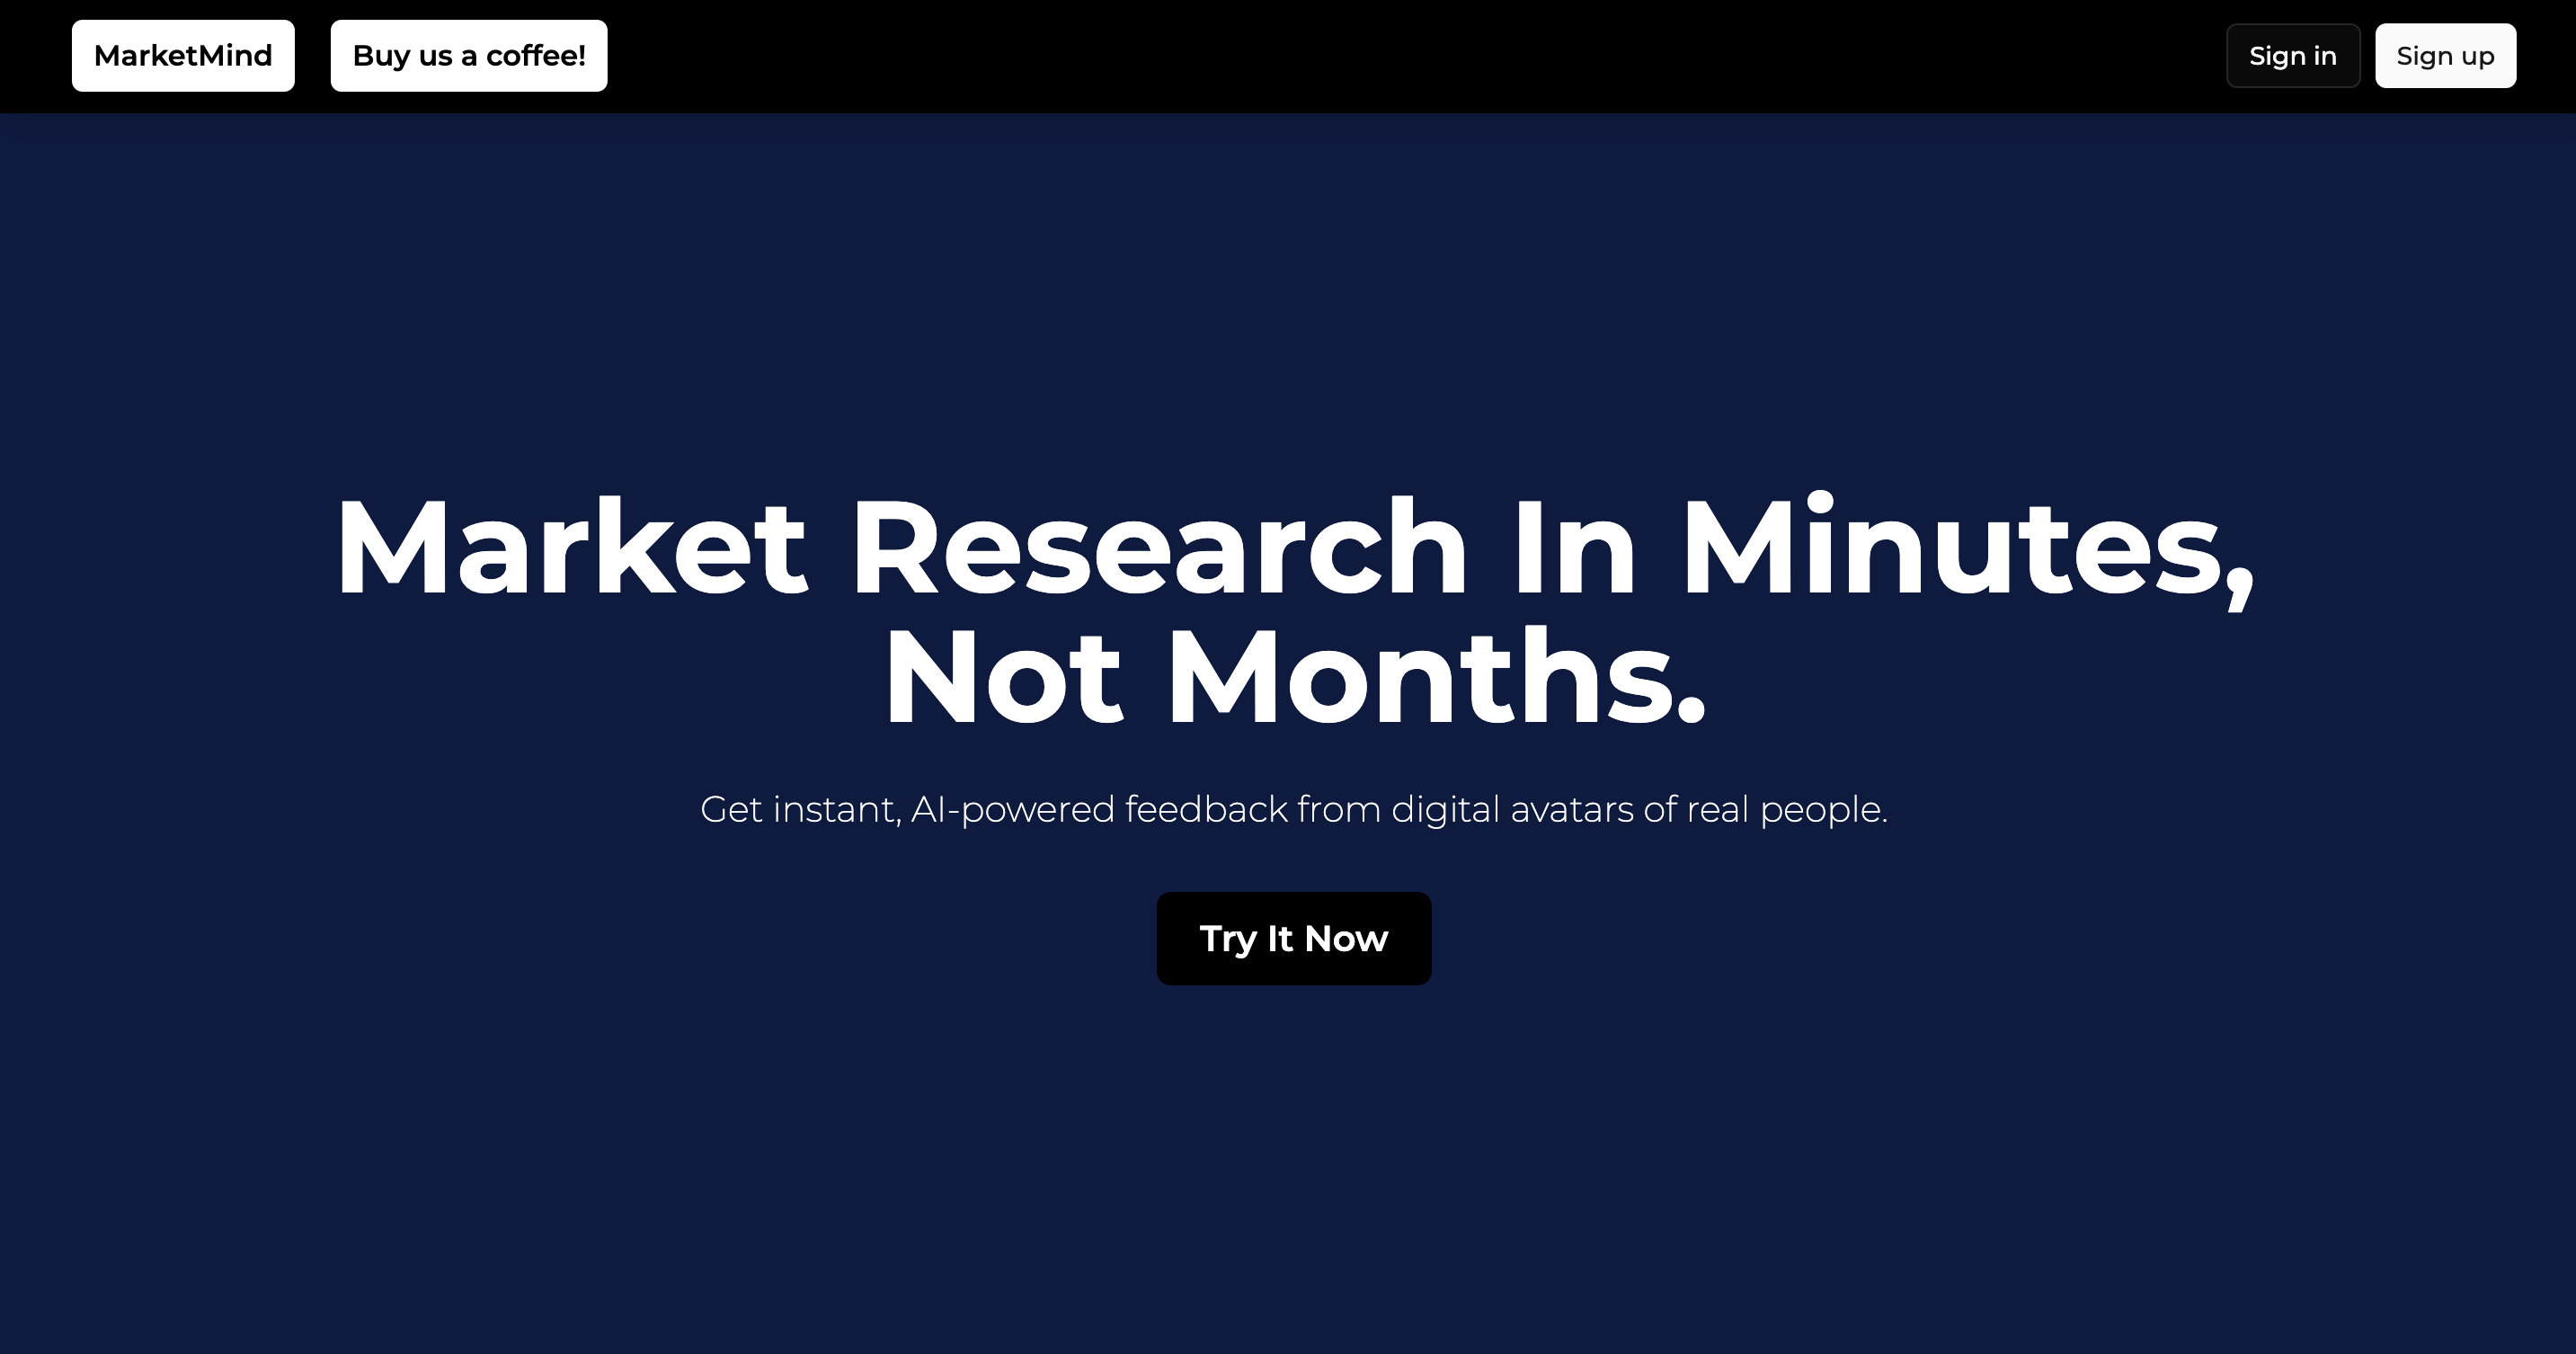 MarketMind
Buy us a coffee!
Sign in
Sign up
Market Research In Minutes,
Not Months.
Get instant, AI-powered feedback from digital avatars of real people.
Try It Now